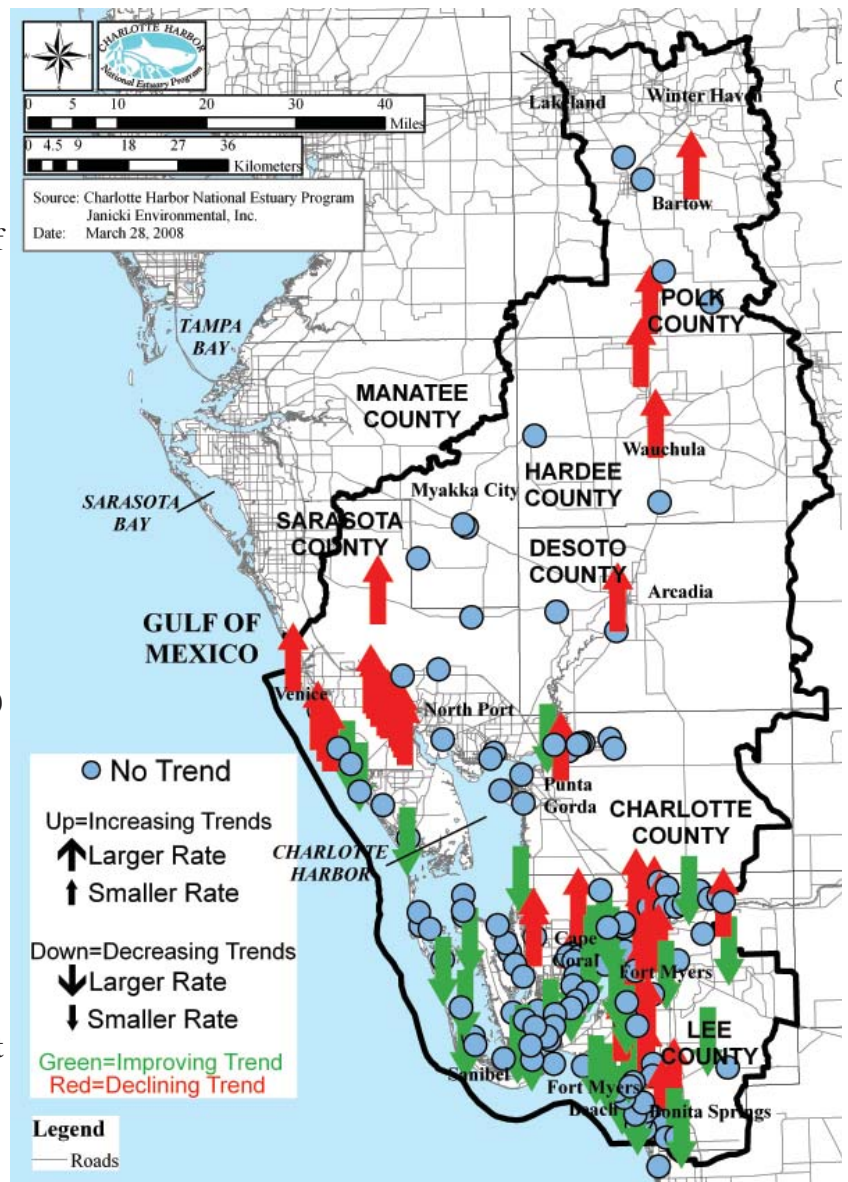 CHARLOTTE HARBOR
National Estuary Program
N
0 5 10 20 30 40
Miles
0 4.5 9 18 27 36
Kilometers
Source: Charlotte Harbor National Estuary Program
Janicki Environmental, Inc.
Date: March 28, 2008
f
)
t
Lakeland
Winter Haven
Bartow
POLK
COUNTY
TAMPA
BAY
MANATEE
COUNTY
Wauchula
HARDEE
COUNTY
Myakka City
SARASOTA
BAY
SARASOTA
COUNTY
DESOTO
COUNTY
Arcadia
GULF OF
MEXICO
Venice
North Port
Punta
Gorda
CHARLOTTE
COUNTY
CHARLOTTE
HARBOR
Cape
Coral
Fort Myers
LEE
COUNTY
Sanibel
Fort Myers
Beach
Bonita Springs
No Trend
Up=Increasing Trends
Larger Rate
Smaller Rate
Down=Decreasing Trends
Larger Rate
Smaller Rate
Green=Improving Trend
Red=Declining Trend
Legend
Roads